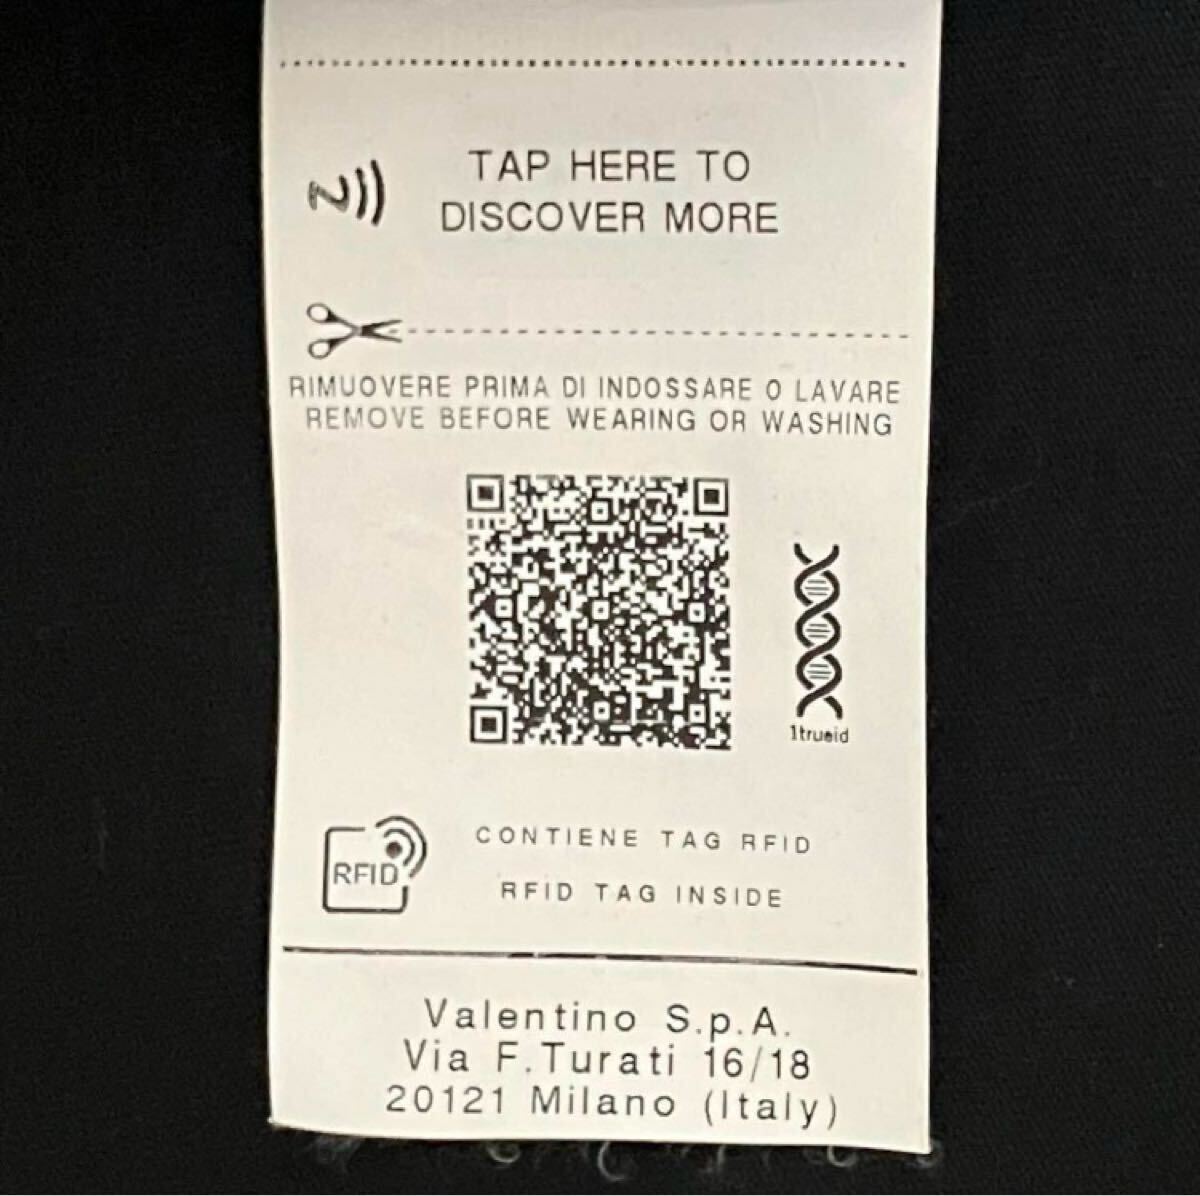 TAP HERE TO
DISCOVER MORE
RIMUOVERE PRIMA DI INDOSSARE O LAVARE
REMOVE BEFORE WEARING OR WASHING
1trueid
RFID
CONTIENE TAG RFID
RFID TAG INSIDE
Valentino S.p.A.
Via F.Turati 16/18
20121 Milano (Italy)